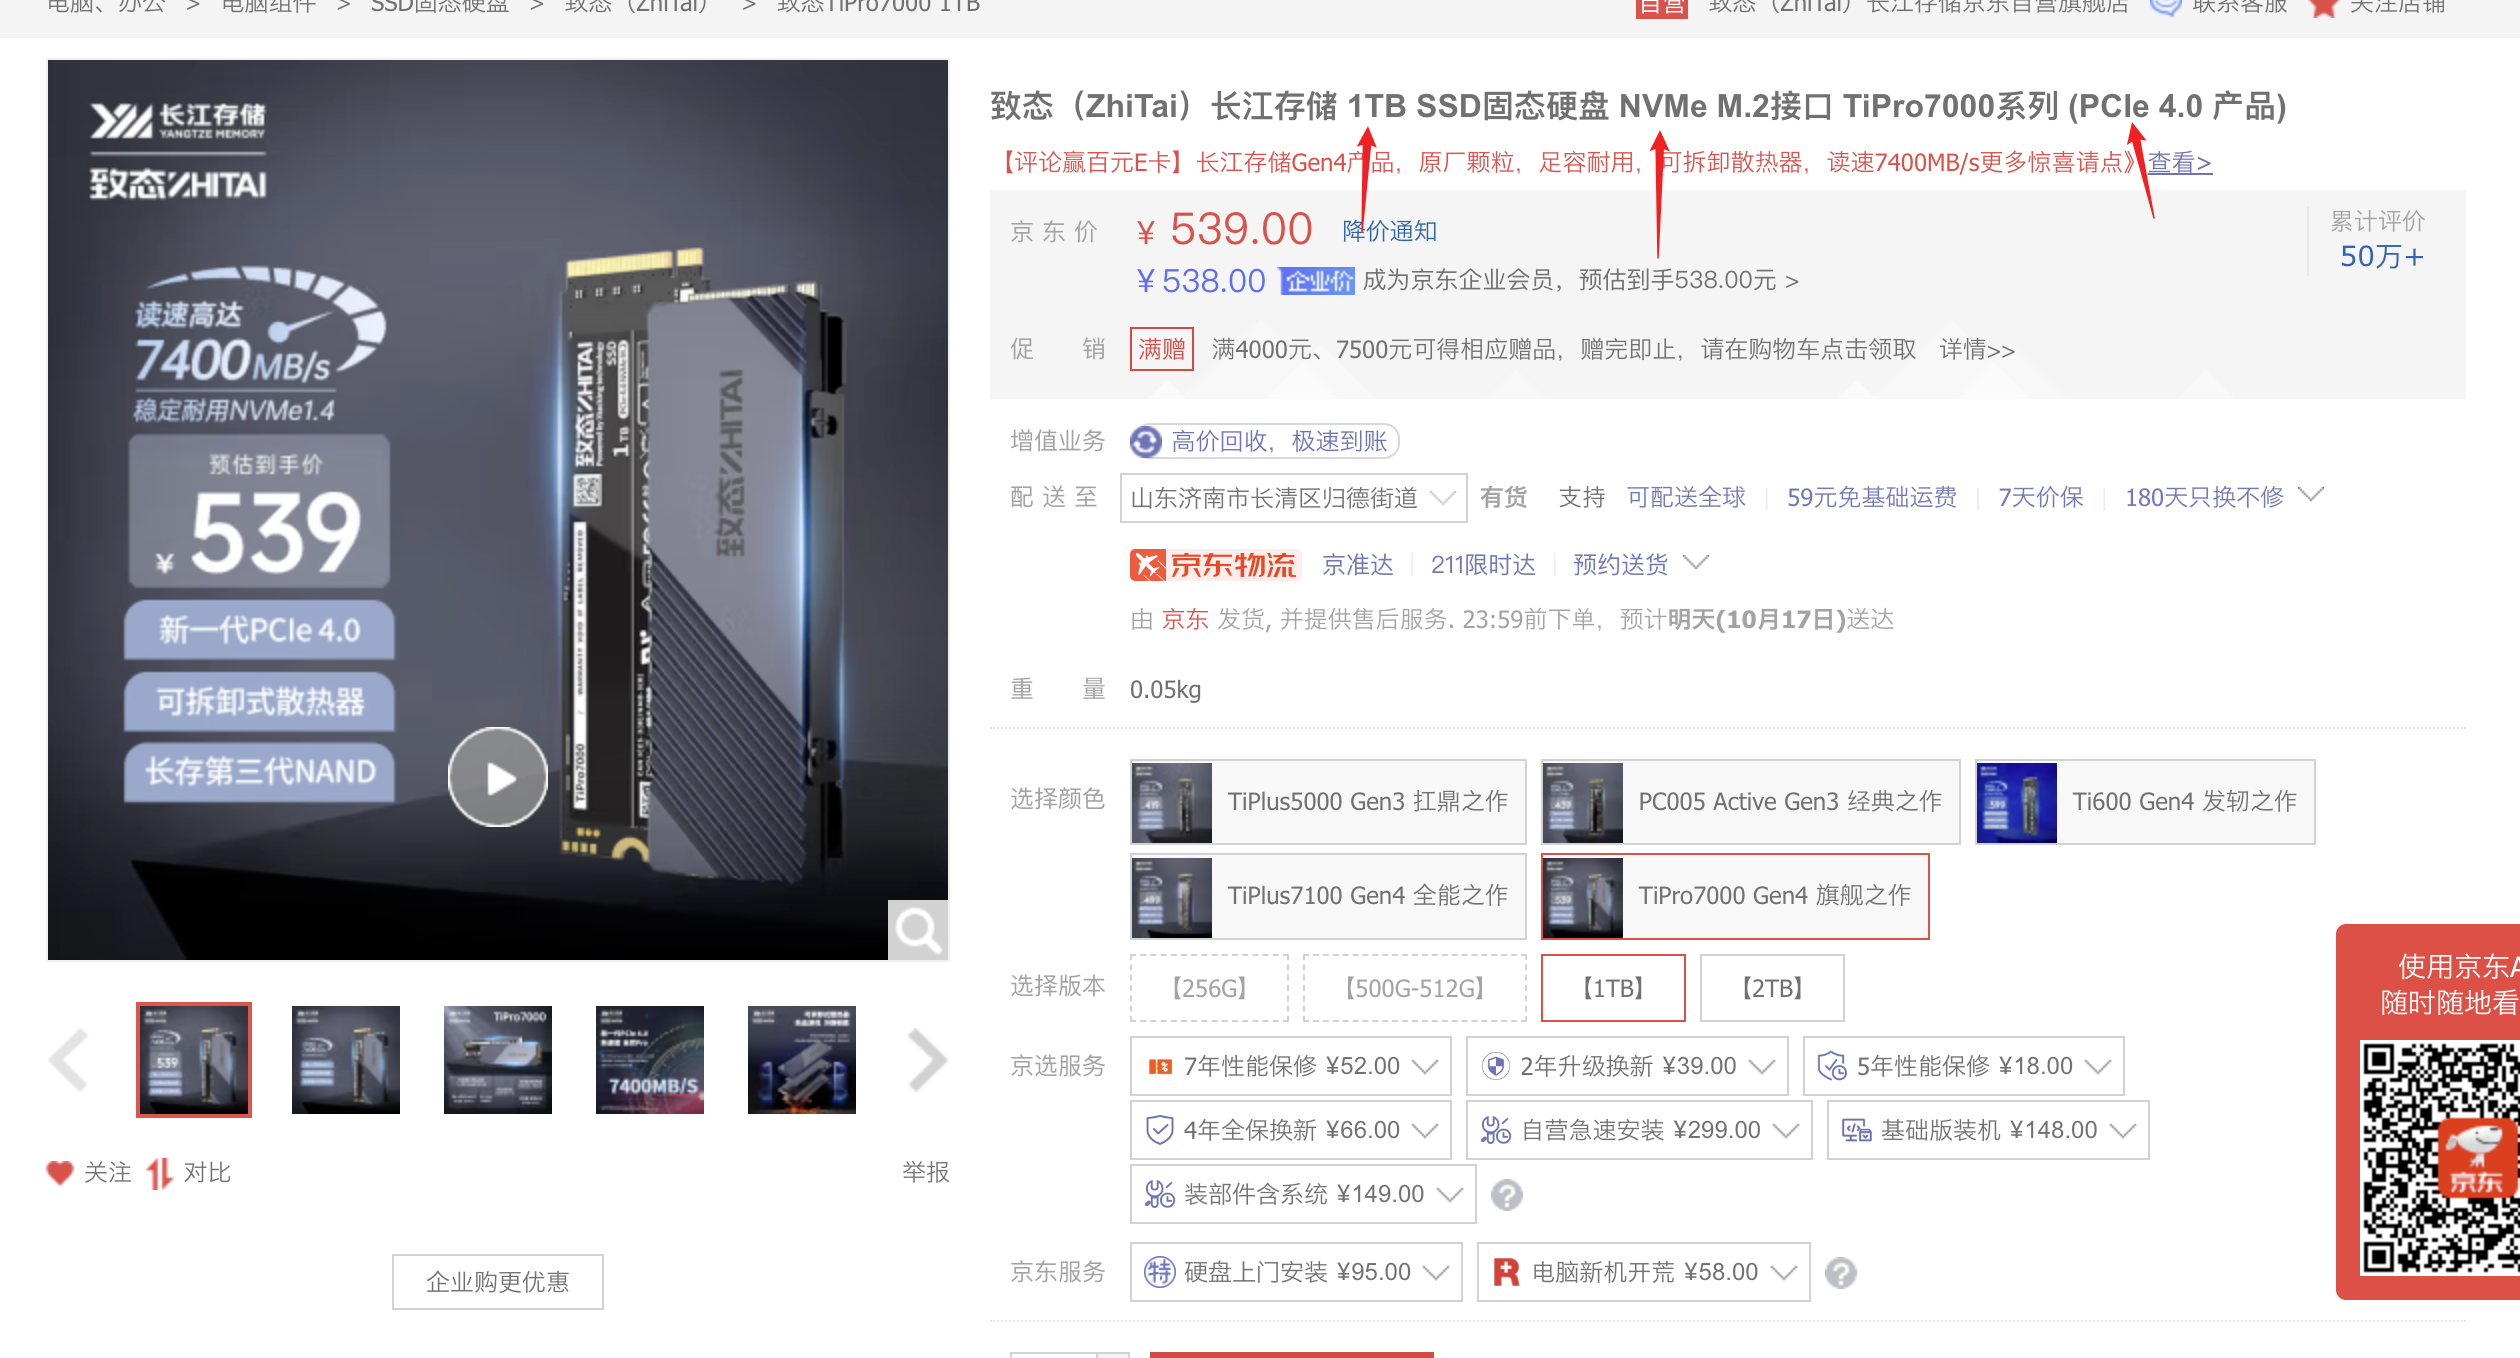 电脑、办公 > 电脑组件 > SSD固态硬盘 > 致态（ZhiTai） > 致态TiPro7000 1TB
自营 致态（ZhiTai）长江存储京东自营旗舰店 联系客服 关注店铺
长江存储
YANGTZE MEMORY
致态ZHITAI
读速高达
7400MB/s
稳定耐用NVMe1.4
预估到手价
¥539
新一代PCIe 4.0
可拆卸式散热器
长存第三代NAND
致态ZHITAI
SSD
1TB
TiPro7000
致态ZHITAI
539
TiPro7000
7400MB/S
关注 对比 举报
企业购更优惠
致态（ZhiTai）长江存储 1TB SSD固态硬盘 NVMe M.2接口 TiPro7000系列 (PCIe 4.0 产品)
【评论赢百元E卡】长江存储Gen4产品，原厂颗粒，足容耐用，可拆卸散热器，读速7400MB/s更多惊喜请点》查看>
京东价 ¥ 539.00 降价通知
累计评价
50万+
¥538.00 企业价 成为京东企业会员，预估到手538.00元 >
促销 满赠 满4000元、7500元可得相应赠品，赠完即止，请在购物车点击领取 详情>>
增值业务 高价回收，极速到账
配送至 山东济南市长清区归德街道 有货 支持 可配送全球 59元免基础运费 7天价保 180天只换不修
京东物流 京准达 211限时达 预约送货
由 京东 发货, 并提供售后服务. 23:59前下单，预计明天(10月17日)送达
重量 0.05kg
选择颜色 TiPlus5000 Gen3 扛鼎之作 PC005 Active Gen3 经典之作 Ti600 Gen4 发轫之作
TiPlus7100 Gen4 全能之作 TiPro7000 Gen4 旗舰之作
选择版本 【256G】 【500G-512G】 【1TB】 【2TB】
京选服务 7年性能保修 ¥52.00 2年升级换新 ¥39.00 5年性能保修 ¥18.00
4年全保换新 ¥66.00 自营急速安装 ¥299.00 基础版装机 ¥148.00
装部件含系统 ¥149.00 ?
京东服务 特 硬盘上门安装 ¥95.00 电脑新机开荒 ¥58.00 ?
使用京东A
随时随地看
京东